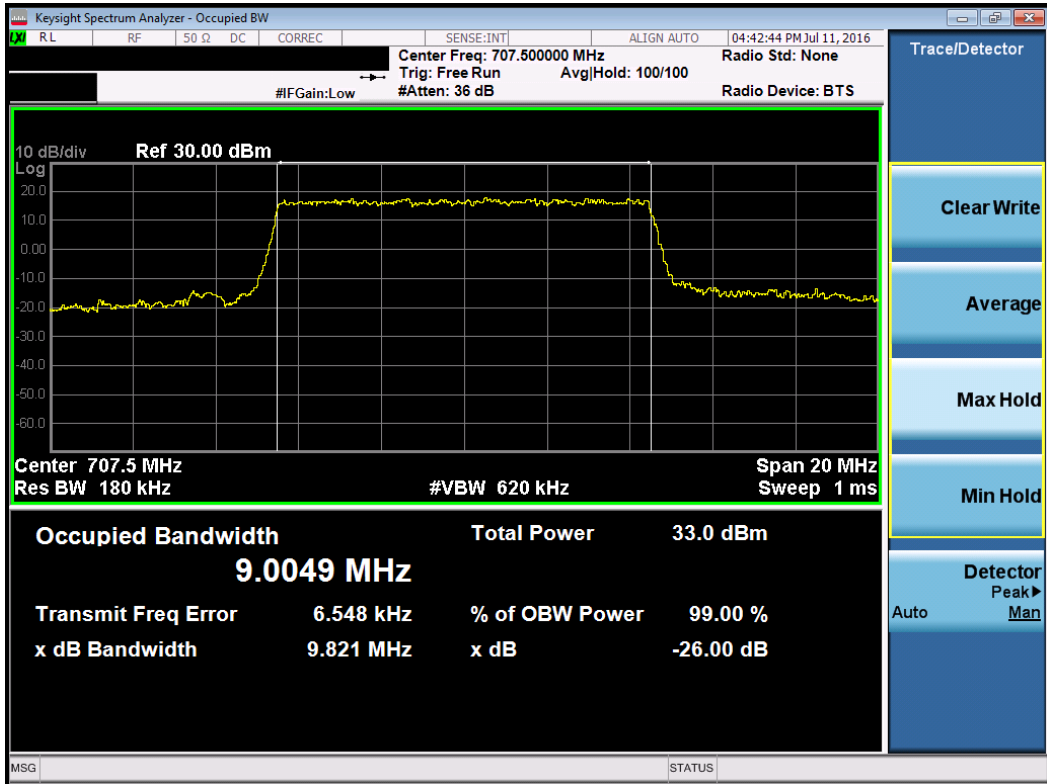 Keysight Spectrum Analyzer - Occupied BW
LXI RL RF 50 Ω DC CORREC SENSE:INT ALIGN AUTO 04:42:44 PM Jul 11, 2016
Center Freq: 707.500000 MHz Radio Std: None
Trig: Free Run Avg|Hold: 100/100
#IFGain:Low #Atten: 36 dB Radio Device: BTS
10 dB/div Ref 30.00 dBm
Log
20.0
10.0
0.00
-10.0
-20.0
-30.0
-40.0
-50.0
-60.0
Center 707.5 MHz Span 20 MHz
Res BW 180 kHz #VBW 620 kHz Sweep 1 ms
Occupied Bandwidth Total Power 33.0 dBm
9.0049 MHz
Transmit Freq Error 6.548 kHz % of OBW Power 99.00 %
x dB Bandwidth 9.821 MHz x dB -26.00 dB
Trace/Detector
Clear Write
Average
Max Hold
Min Hold
Detector
Peak▶
Auto Man
MSG STATUS